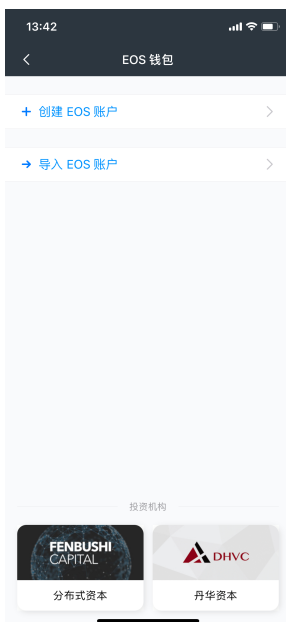 13:42
EOS 钱包
+ 创建 EOS 账户
→ 导入 EOS 账户
投资机构
FENBUSHI
CAPITAL
DHVC
分布式资本
丹华资本